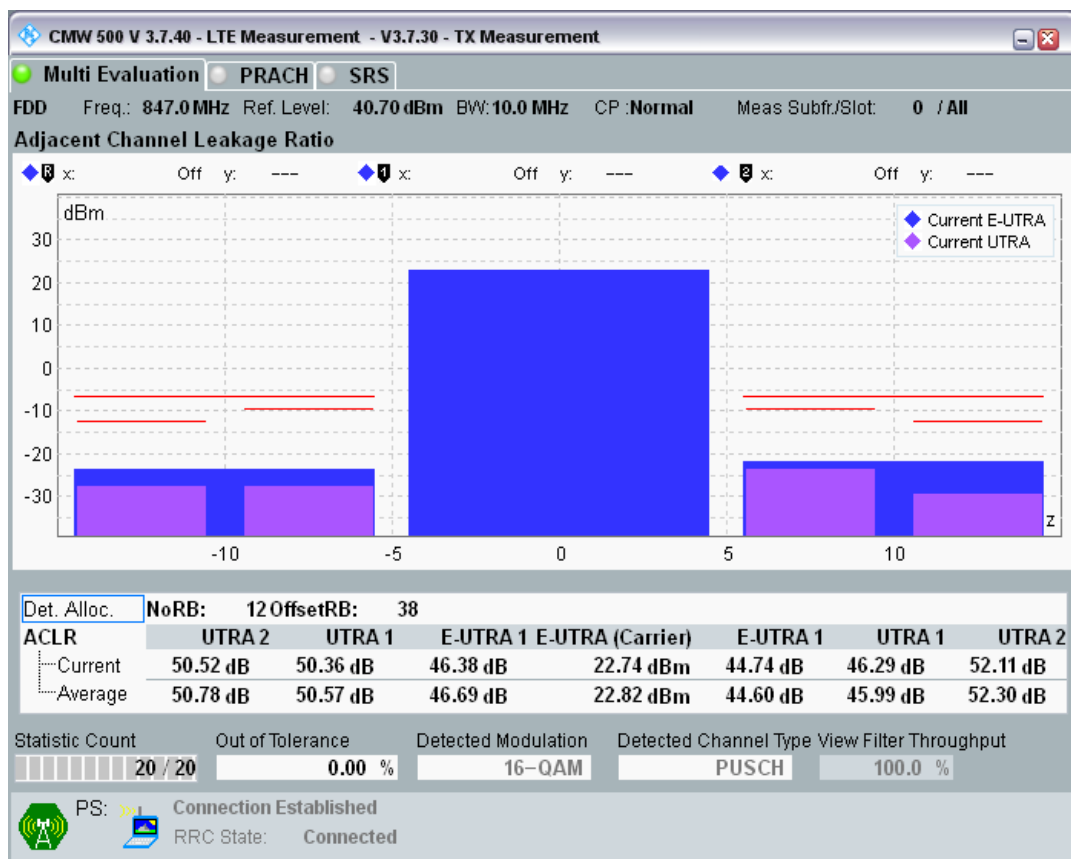 CMW 500 V 3.7.40 - LTE Measurement - V3.7.30 - TX Measurement
Multi Evaluation PRACH SRS
FDD Freq.: 847.0 MHz Ref. Level: 40.70 dBm BW: 10.0 MHz CP :Normal Meas Subfr./Slot: 0 / All
Adjacent Channel Leakage Ratio
R x: Off y: --- 1 x: Off y: --- 2 x: Off y: ---
dBm
Current E-UTRA
Current UTRA
30
20
10
0
-10
-20
-30
z
-10 -5 0 5 10
Det. Alloc. NoRB: 12 OffsetRB: 38
ACLR UTRA 2 UTRA 1 E-UTRA 1 E-UTRA (Carrier) E-UTRA 1 UTRA 1 UTRA 2
Current 50.52 dB 50.36 dB 46.38 dB 22.74 dBm 44.74 dB 46.29 dB 52.11 dB
Average 50.78 dB 50.57 dB 46.69 dB 22.82 dBm 44.60 dB 45.99 dB 52.30 dB
Statistic Count Out of Tolerance Detected Modulation Detected Channel Type View Filter Throughput
20 / 20 0.00 % 16-QAM PUSCH 100.0 %
PS: Connection Established
RRC State: Connected